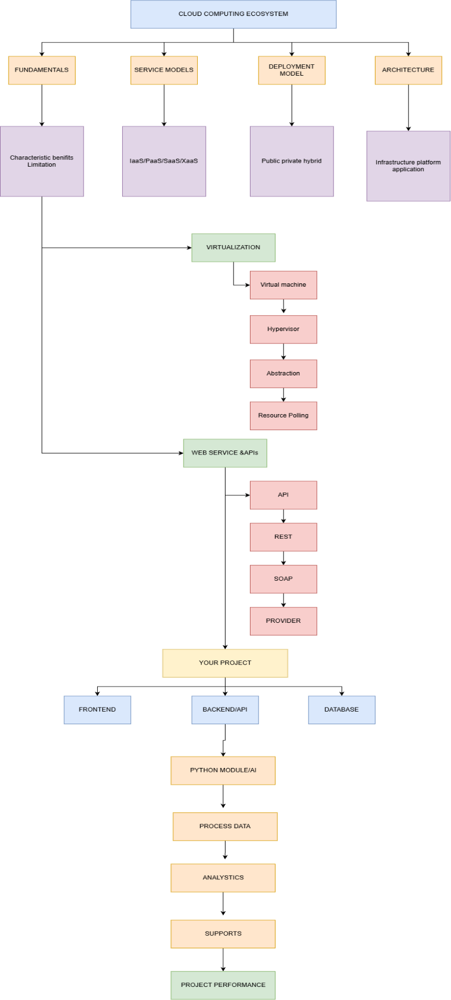 CLOUD COMPUTING ECOSYSTEM
FUNDAMENTALS
SERVICE MODELS
DEPLOYMENT
MODEL
ARCHITECTURE
Characteristic benifits
Limitation
IaaS/PaaS/SaaS/XaaS
Public private hybrid
Infrastructure platform
application
VIRTUALIZATION
Virtual machine
Hypervisor
Abstraction
Resource Polling
WEB SERVICE &APIs
API
REST
SOAP
PROVIDER
YOUR PROJECT
FRONTEND
BACKEND/API
DATABASE
PYTHON MODULE/AI
PROCESS DATA
ANALYSTICS
SUPPORTS
PROJECT PERFORMANCE